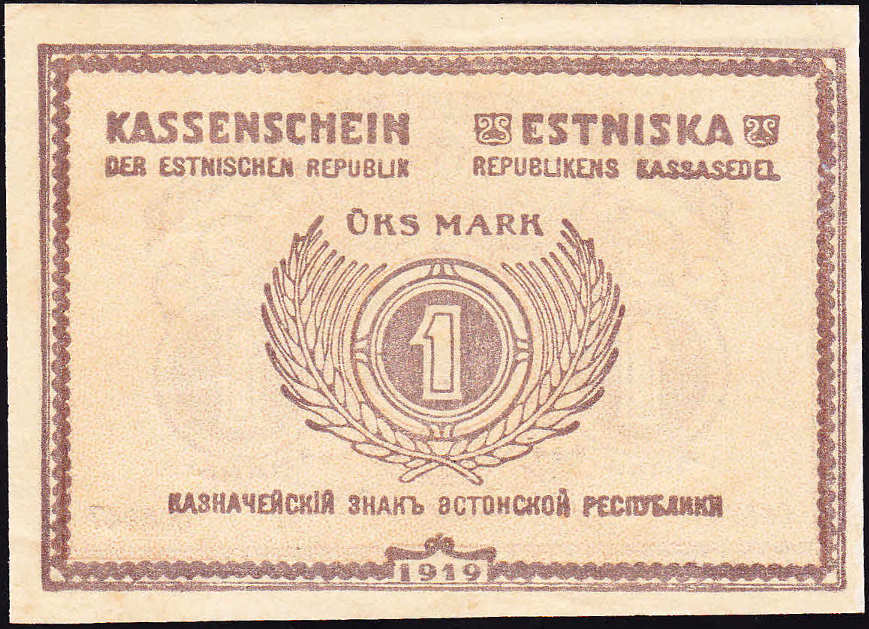 KASSENSCHEIN
DER ESTNISCHEN REPUBLIK
ESTNISKA
REPUBLIKENS KASSASEDEL
ÜKS MARK
1
КАЗНАЧЕЙСКІЙ ЗНАКЪ ЭСТОНСКОЙ РЕСПУБЛИКИ
1919